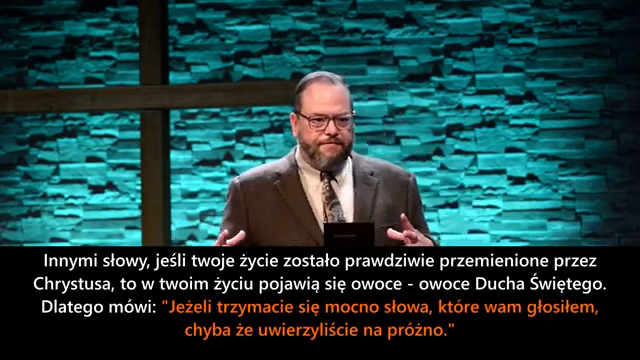 Innymi słowy, jeśli twoje życie zostało prawdziwie przemienione przez
Chrystusa, to w twoim życiu pojawią się owoce - owoce Ducha Świętego.
Dlatego mówi: "Jeżeli trzymacie się mocno słowa, które wam głosiłem,
chyba że uwierzyliście na próżno."